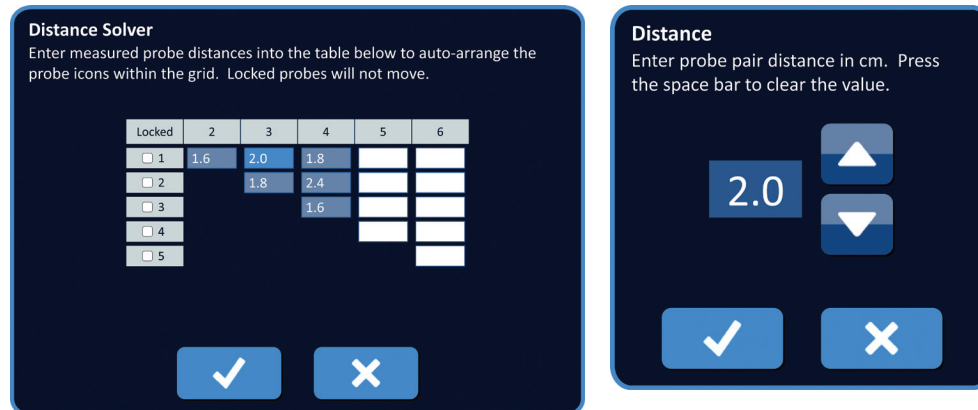 Distance Solver
Enter measured probe distances into the table below to auto-arrange the
probe icons within the grid. Locked probes will not move.
Locked 2 3 4 5 6
1 1.6 2.0 1.8
2 1.8 2.4
3 1.6
4
5
Distance
Enter probe pair distance in cm. Press
the space bar to clear the value.
2.0